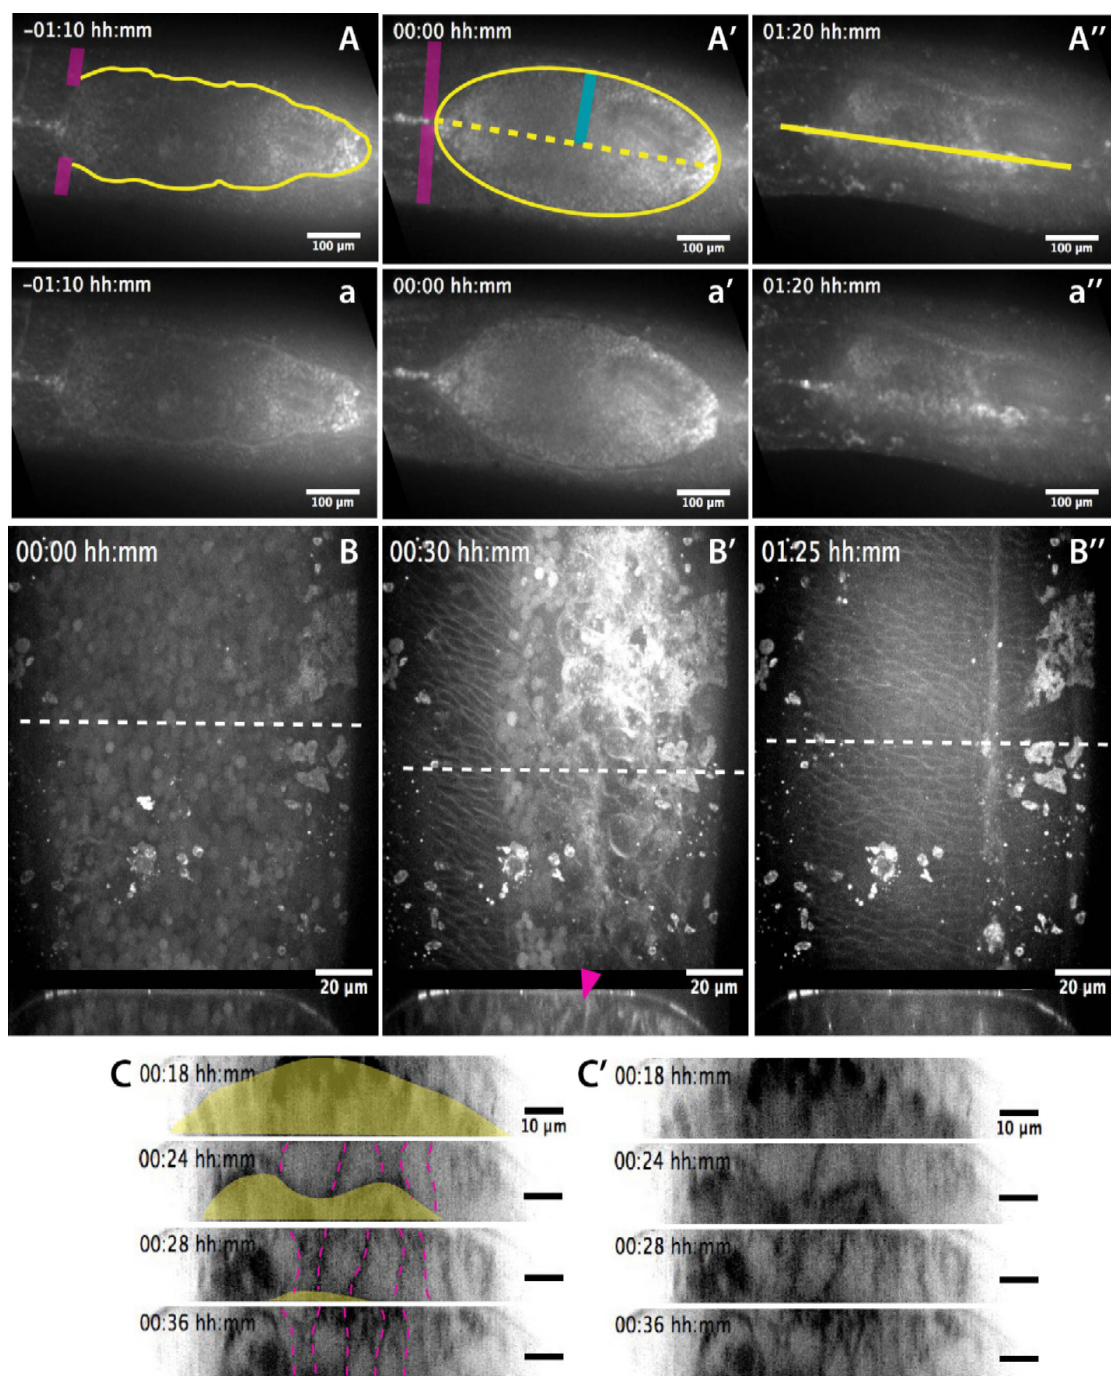 –01:10 hh:mm A
00:00 hh:mm A′
01:20 hh:mm A′′
100 µm
100 µm
100 µm
–01:10 hh:mm a
00:00 hh:mm a′
01:20 hh:mm a′′
100 µm
100 µm
100 µm
00:00 hh:mm B
00:30 hh:mm B′
01:25 hh:mm B′′
20 µm
20 µm
20 µm
C 00:18 hh:mm
10 µm
00:24 hh:mm
00:28 hh:mm
00:36 hh:mm
C′ 00:18 hh:mm
10 µm
00:24 hh:mm
00:28 hh:mm
00:36 hh:mm